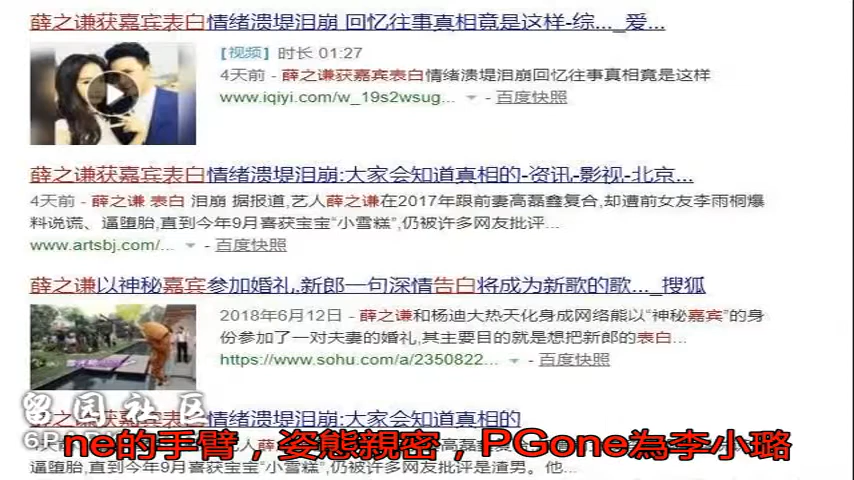 薛之谦获嘉宾表白情绪溃堤泪崩 回忆往事真相竟是这样-综..._爱...
[视频] 时长 01:27
4天前 - 薛之谦获嘉宾表白情绪溃堤泪崩回忆往事真相竟是这样
www.iqiyi.com/w_19s2wsug... - 百度快照
薛之谦获嘉宾表白情绪溃堤泪崩:大家会知道真相的-资讯-影视-北京...
4天前 - 薛之谦 表白 泪崩 据报道,艺人薛之谦在2017年跟前妻高磊鑫复合,却遭前女友李雨桐爆
料说谎、逼堕胎,直到今年9月喜获宝宝“小雪糕”,仍被许多网友批评...
www.artsbj.com/... - 百度快照
薛之谦以神秘嘉宾参加婚礼,新郎一句深情告白将成为新歌的歌..._搜狐
2018年6月12日 - 薛之谦和杨迪大热天化身成网络熊以“神秘嘉宾”的身
份参加了一对夫妻的婚礼,其主要目的就是想把新郎的表白...
https://www.sohu.com/a/2350822... - 百度快照
留园社区
薛之谦获嘉宾表白情绪溃堤泪崩:大家会知道真相的
ne的手臂，姿態親密，PGone為李小璐
逼堕胎,直到今年9月喜获宝宝“小雪糕”,仍被许多网友批评是渣男。他...